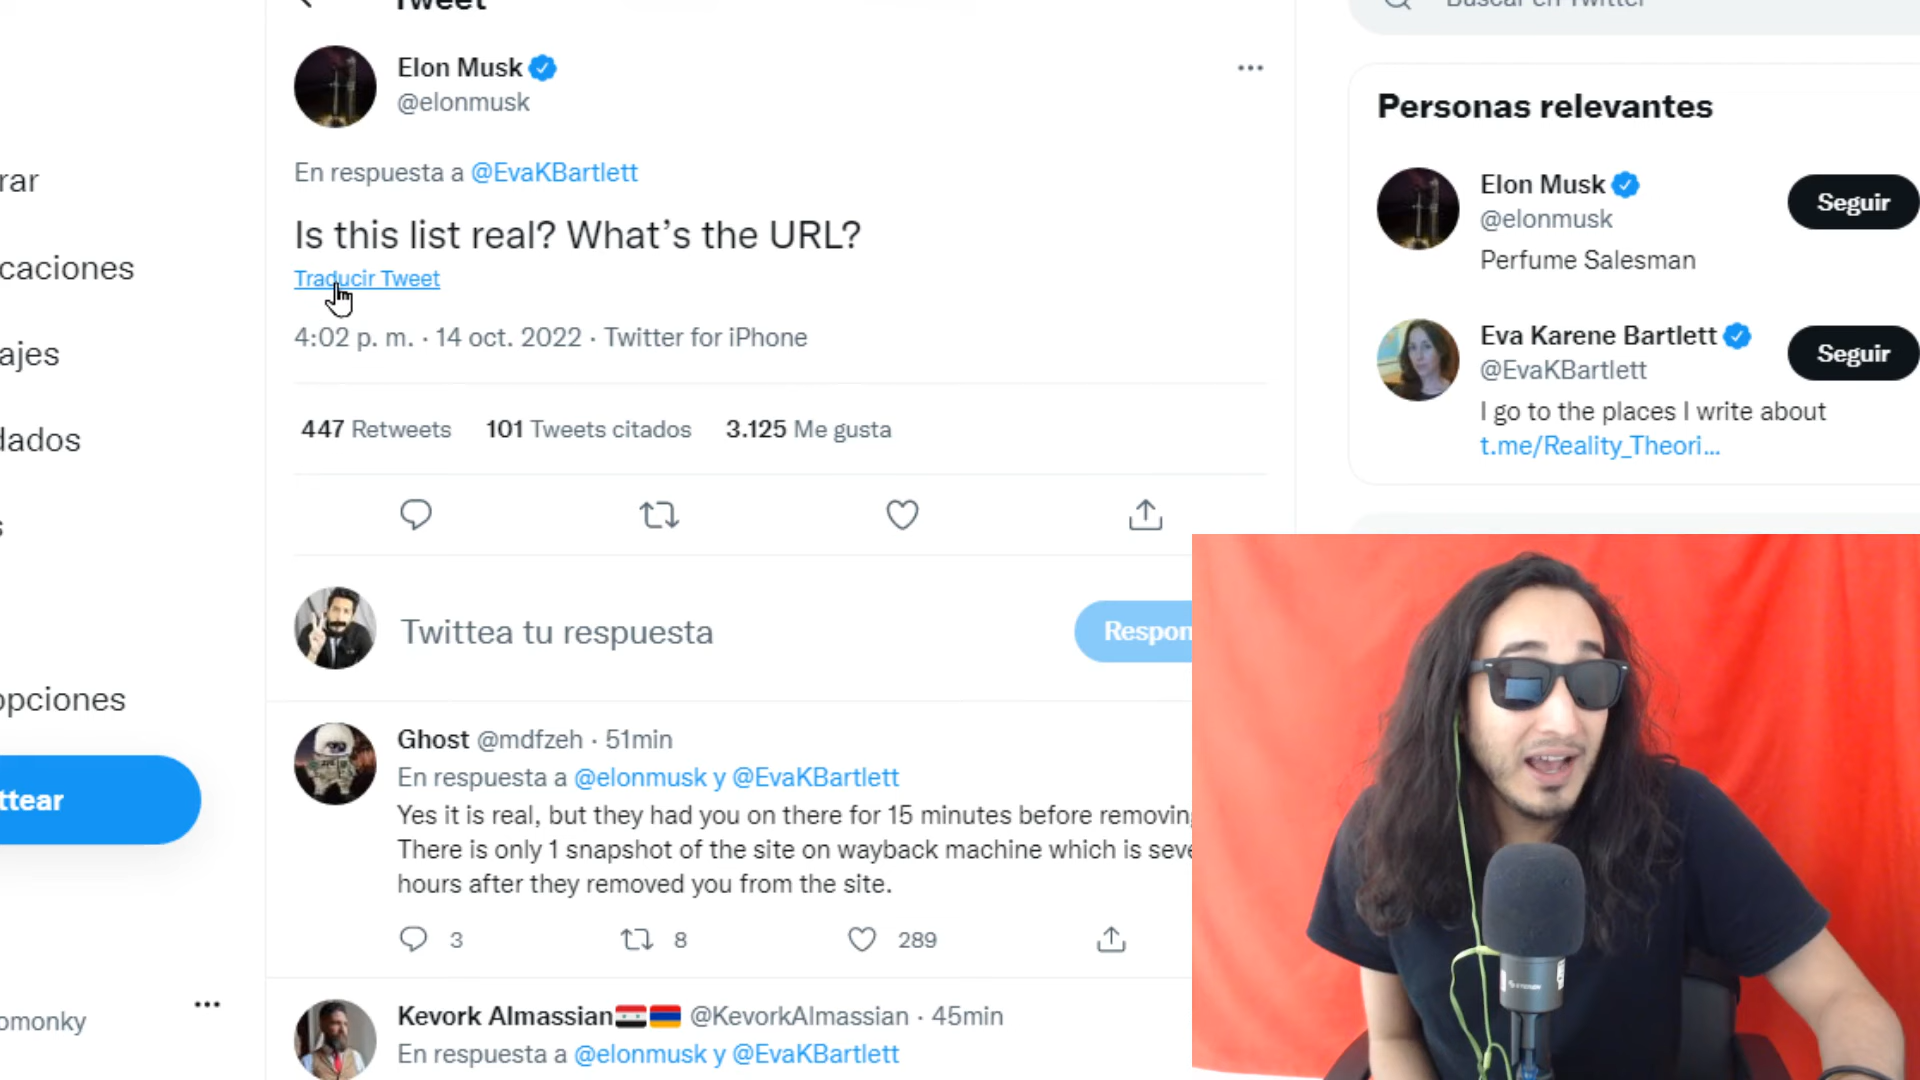 Tweet
Buscar en Twitter
Elon Musk
@elonmusk
En respuesta a @EvaKBartlett
Is this list real? What's the URL?
Traducir Tweet
4:02 p. m. · 14 oct. 2022 · Twitter for iPhone
447 Retweets 101 Tweets citados 3.125 Me gusta
Twittea tu respuesta
Respon
Ghost @mdfzeh · 51min
En respuesta a @elonmusk y @EvaKBartlett
Yes it is real, but they had you on there for 15 minutes before removing
There is only 1 snapshot of the site on wayback machine which is seve
hours after they removed you from the site.
3 8 289
Kevork Almassian @KevorkAlmassian · 45min
En respuesta a @elonmusk y @EvaKBartlett
Personas relevantes
Elon Musk
@elonmusk
Seguir
Perfume Salesman
Eva Karene Bartlett
@EvaKBartlett
Seguir
I go to the places I write about
t.me/Reality_Theori...
rar
caciones
ajes
dados
s
opciones
ttear
omonky